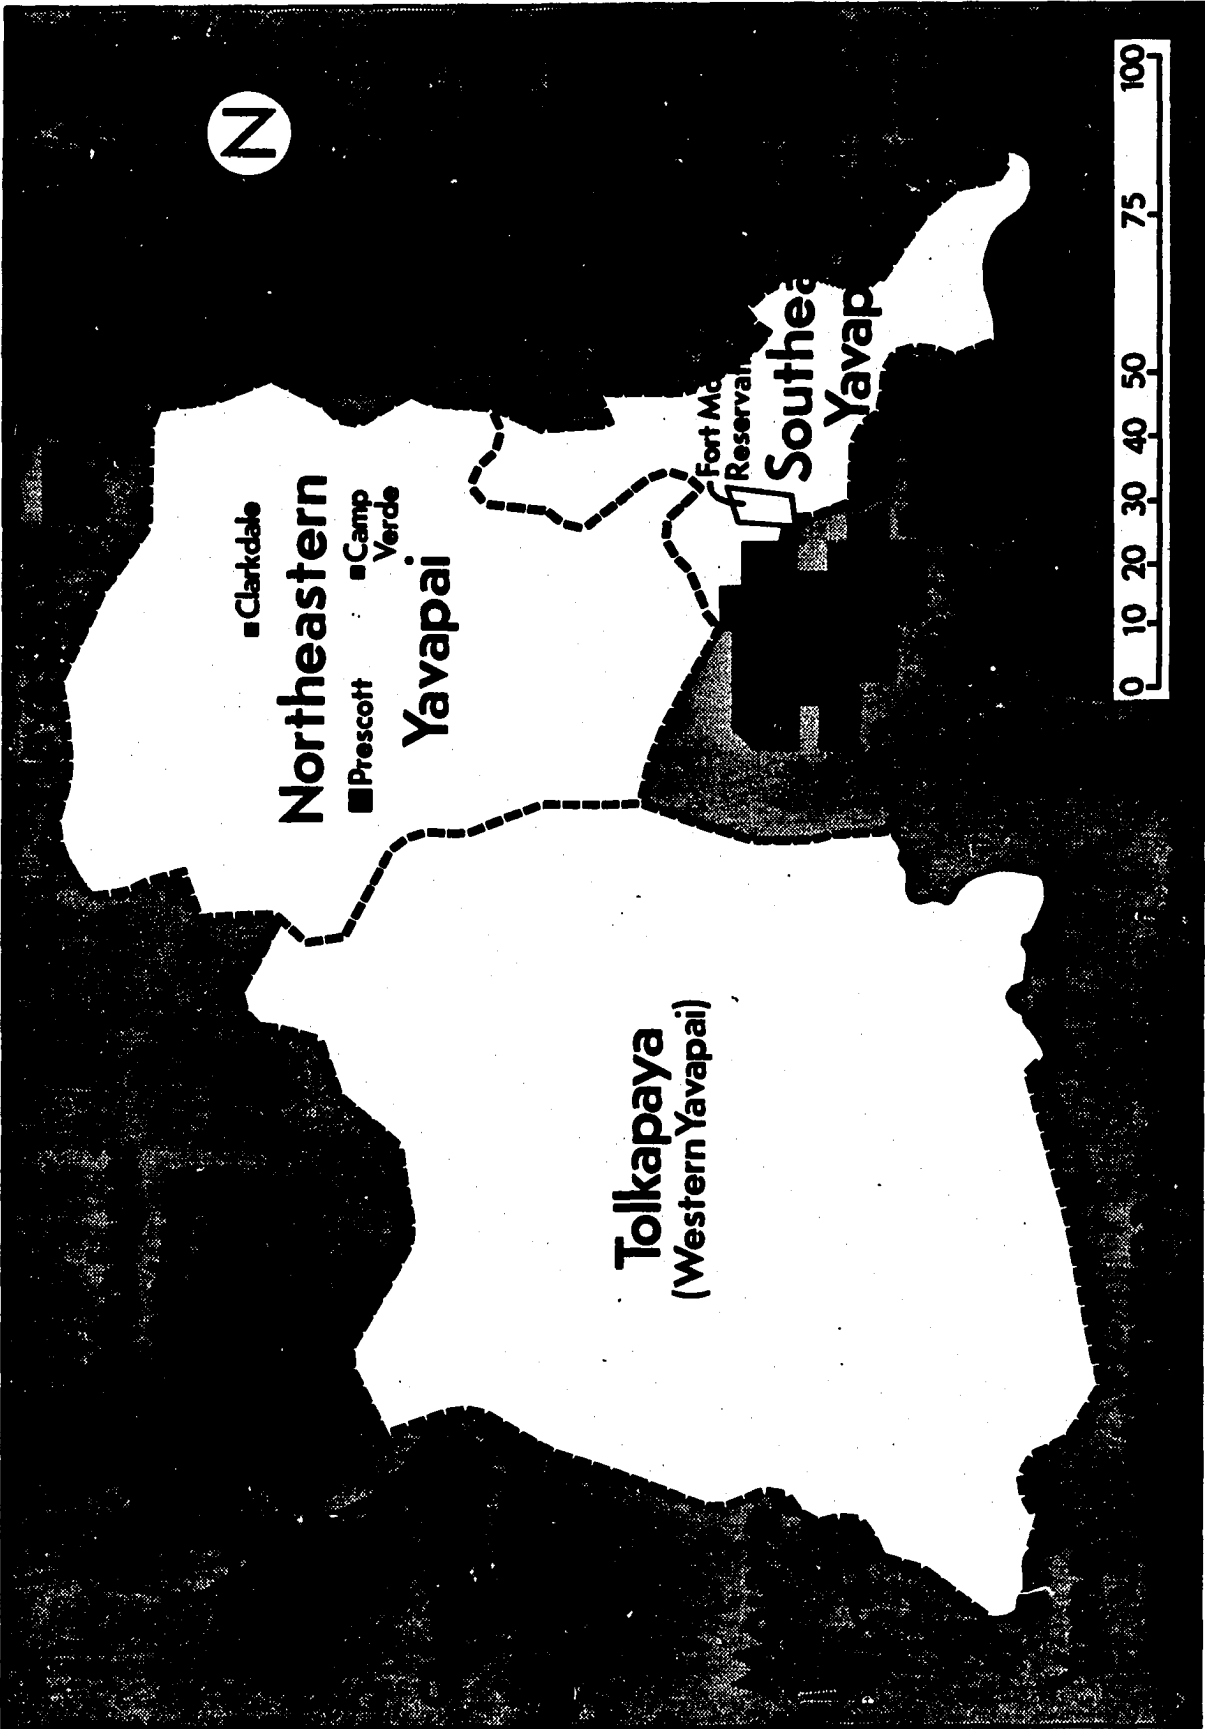 N
Clarkdale
Northeastern
Prescott
Camp
Verde
Yavapai
Fort Mc
Reservat
Southea
Yavap
Tolkapaya
(Western Yavapai)
0 10 20 30 40 50 75 100